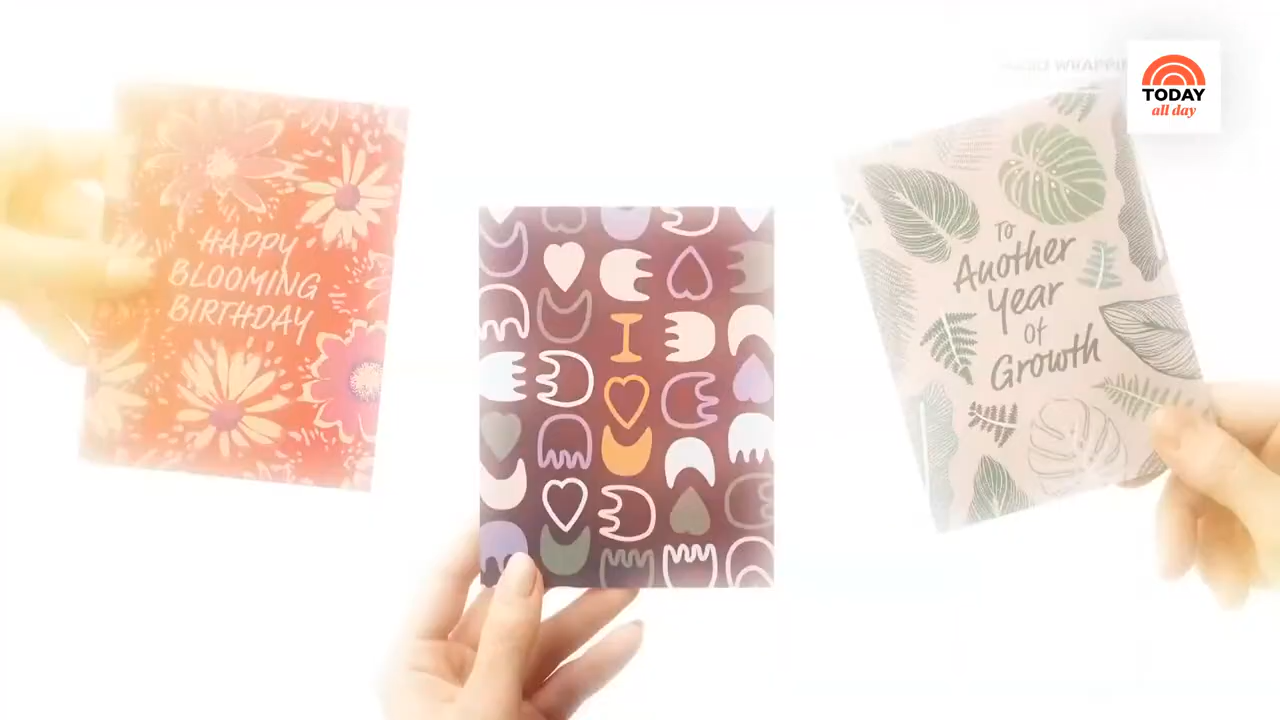 HAPPY
BLOOMING
BIRTHDAY
I
To
Another
Year
Of
Growth
TODAY
all day